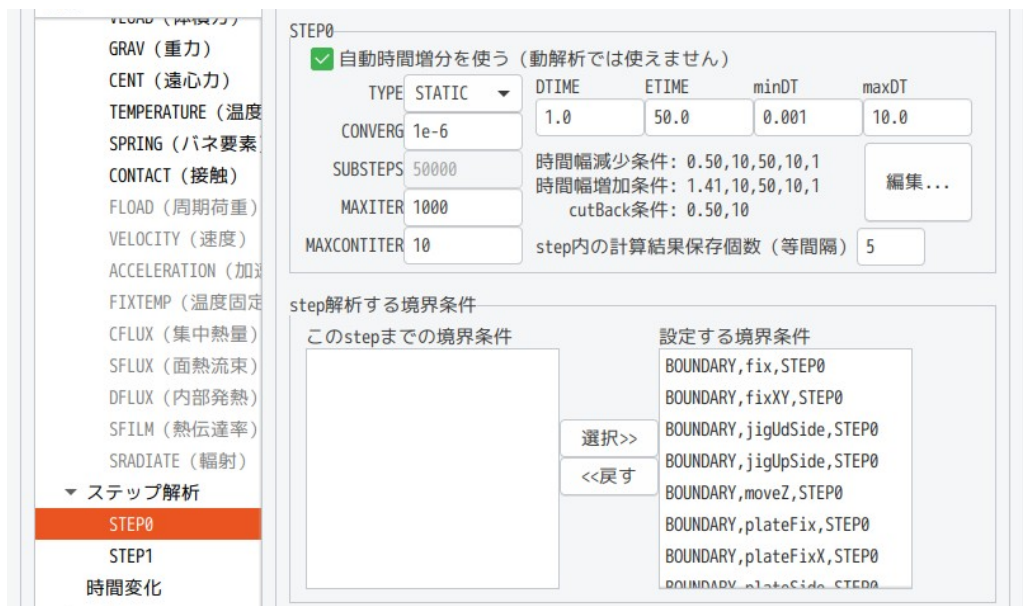 GRAV (重力)
CENT (遠心力)
TEMPERATURE (温度
SPRING (バネ要素)
CONTACT (接触)
FLOAD (周期荷重)
VELOCITY (速度)
ACCELERATION (加速
FIXTEMP (温度固定
CFLUX (集中熱量)
SFLUX (面熱流束)
DFLUX (内部発熱)
SFILM (熱伝達率)
SRADIATE (輻射)
ステップ解析
STEP0
STEP1
時間変化
STEP0
自動時間増分を使う (動解析では使えません)
TYPE STATIC
CONVERG 1e-6
SUBSTEPS 50000
MAXITER 1000
MAXCONTITER 10
DTIME ETIME minDT maxDT
1.0 50.0 0.001 10.0
時間幅減少条件: 0.50,10,50,10,1
時間幅増加条件: 1.41,10,50,10,1
cutBack条件: 0.50,10
編集...
step内の計算結果保存個数 (等間隔) 5
step解析する境界条件
このstepまでの境界条件
選択>>
<<戻す
設定する境界条件
BOUNDARY,fix,STEP0
BOUNDARY,fixXY,STEP0
BOUNDARY,jigUdSide,STEP0
BOUNDARY,jigUpSide,STEP0
BOUNDARY,moveZ,STEP0
BOUNDARY,plateFix,STEP0
BOUNDARY,plateFixX,STEP0
BOUNDARY,plateSide,STEP0